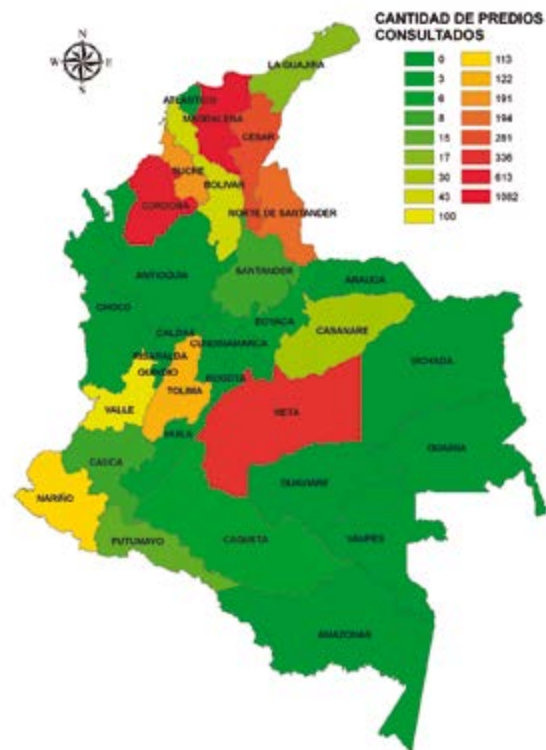 CANTIDAD DE PREDIOS
CONSULTADOS
0
3
6
8
15
17
30
43
100
113
122
191
194
281
336
613
1082
N
E
S
LA GUAJIRA
ATLANTICO
MAGDALENA
CESAR
SUCRE
BOLIVAR
CORDOBA
NORTE DE SANTANDER
ANTIOQUIA
SANTANDER
ARAUCA
CHOCO
BOYACA
CASANARE
CALDAS
CUNDINAMARCA
VICHADA
RISARALDA
QUINDIO
BOGOTA
TOLIMA
VALLE
META
HUILA
GUAINIA
CAUCA
GUAVIARE
NARIÑO
PUTUMAYO
CAQUETA
VAUPES
AMAZONAS